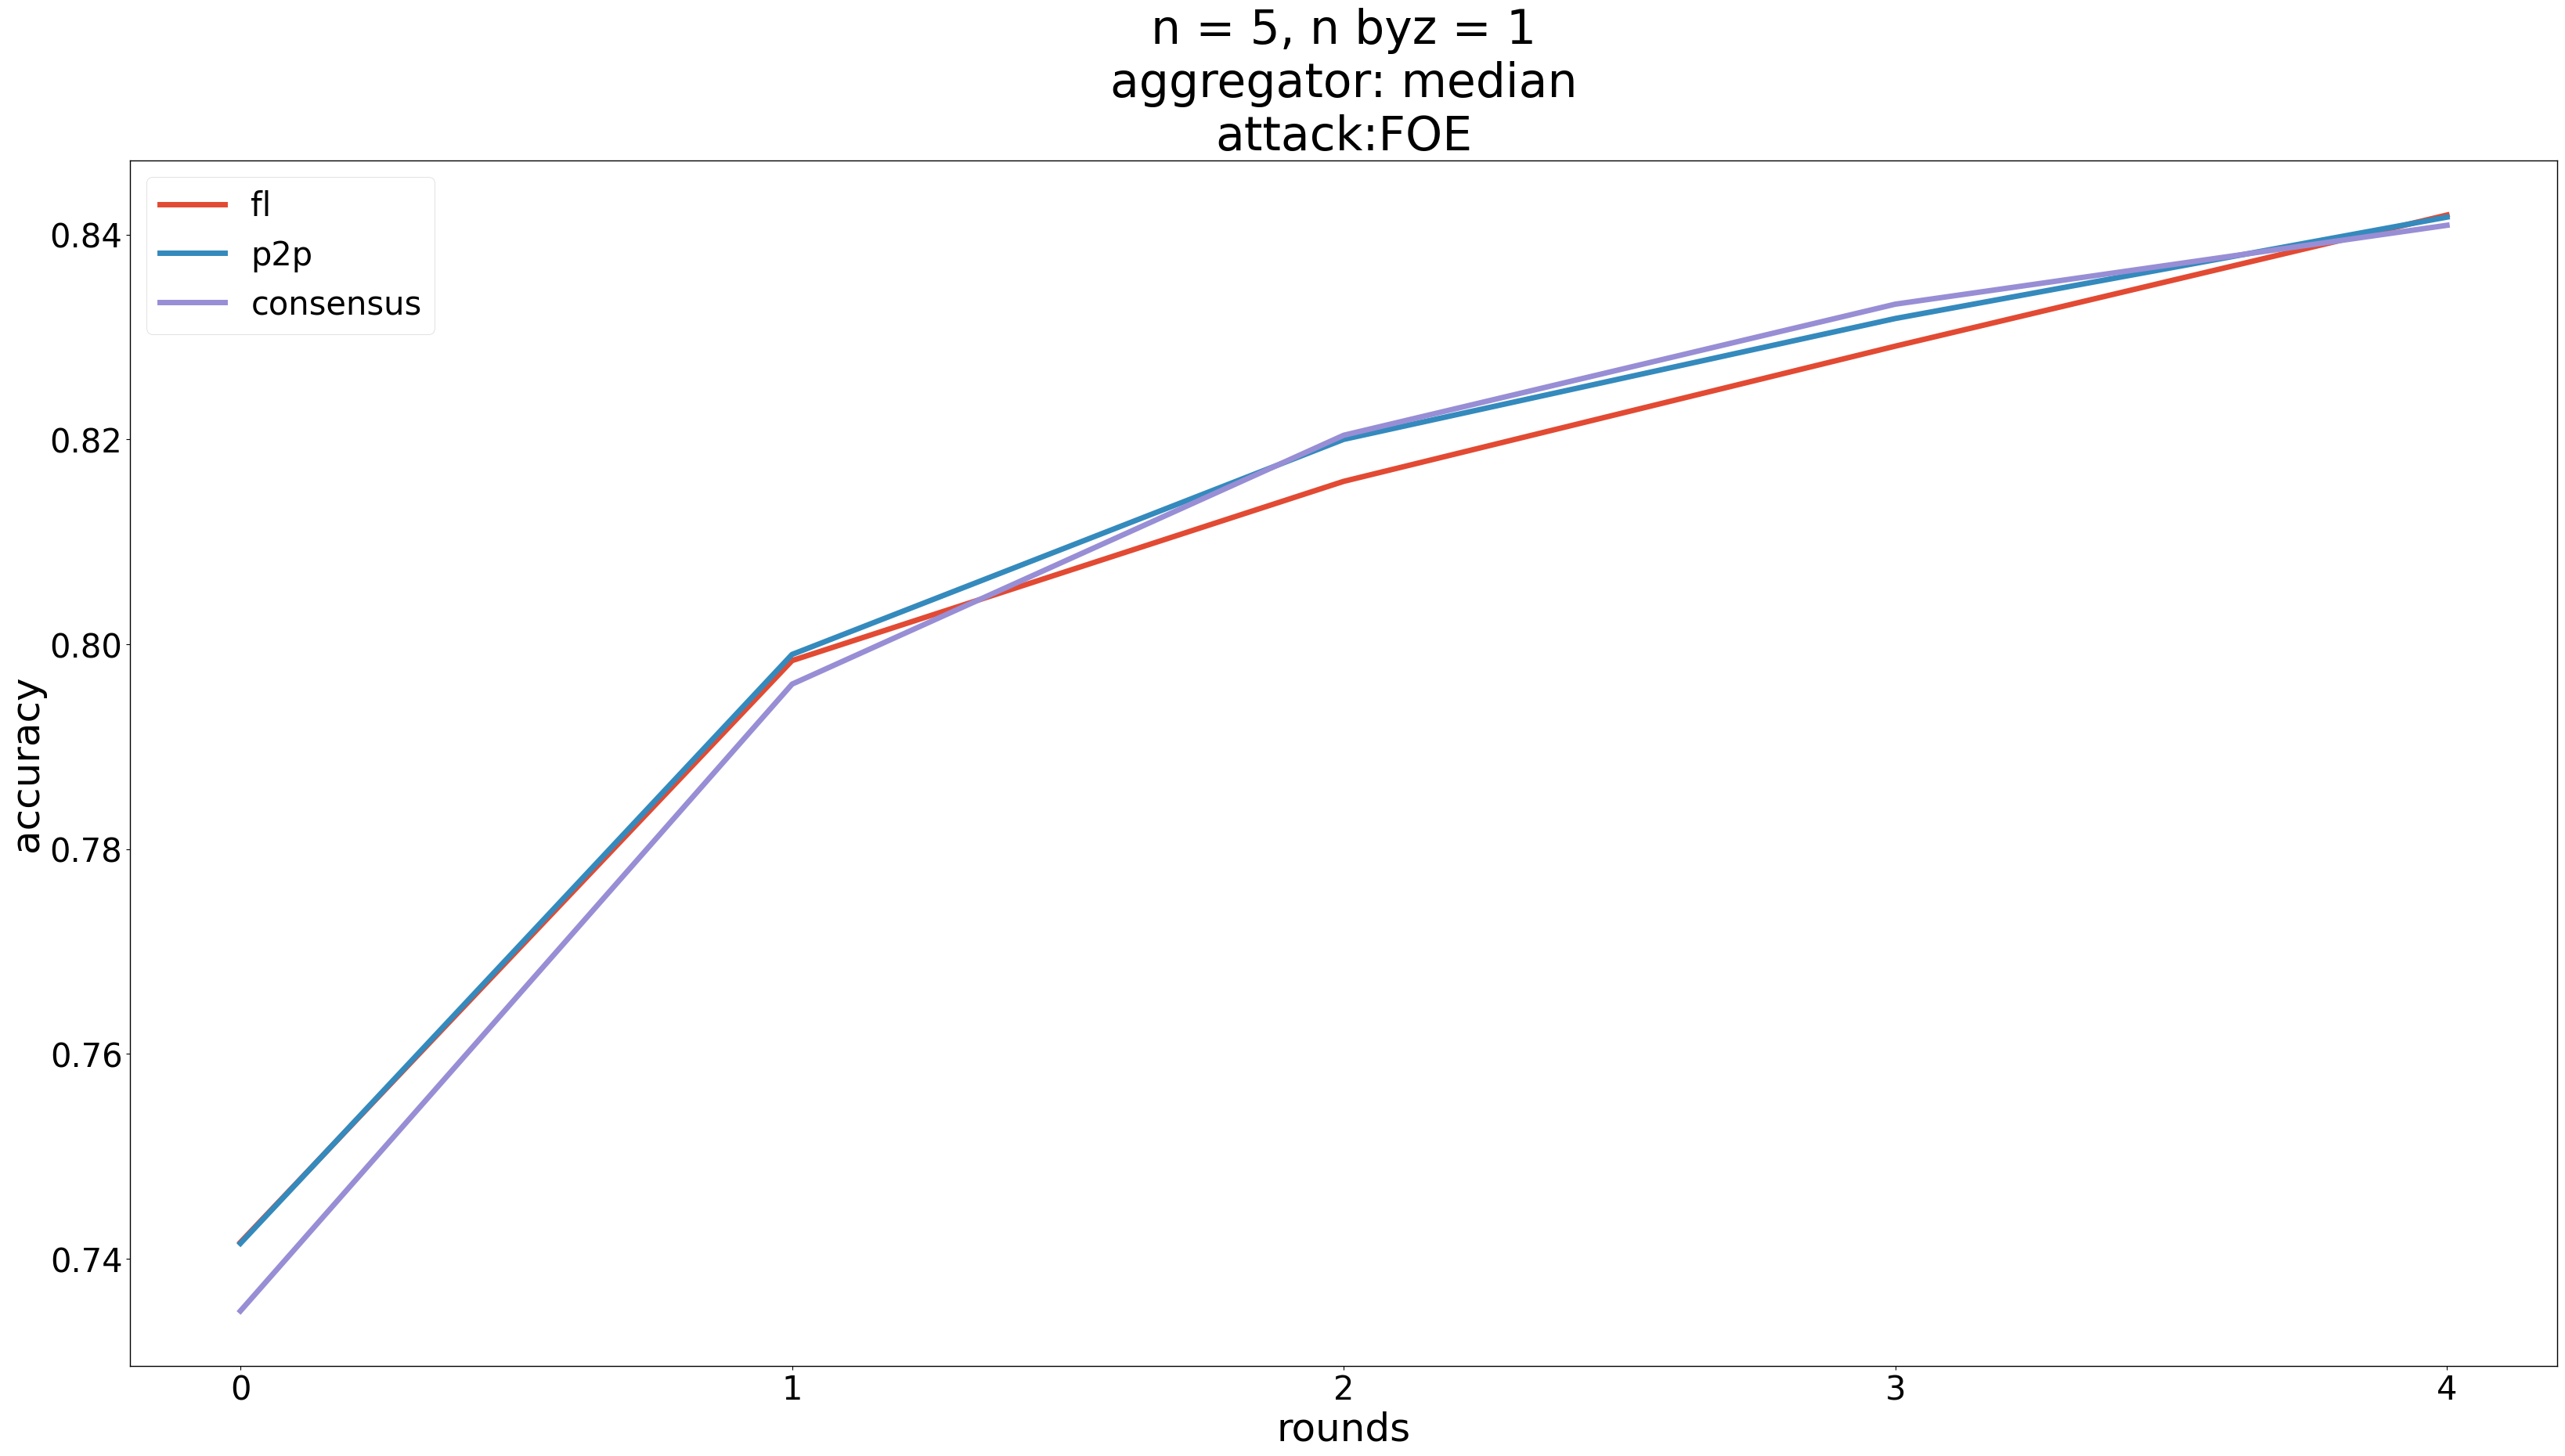 n = 5, n byz = 1
aggregator: median
attack:FOE
fl
p2p
consensus
0.84
0.82
0.80
0.78
0.76
0.74
accuracy
0 1 2 3 4
rounds